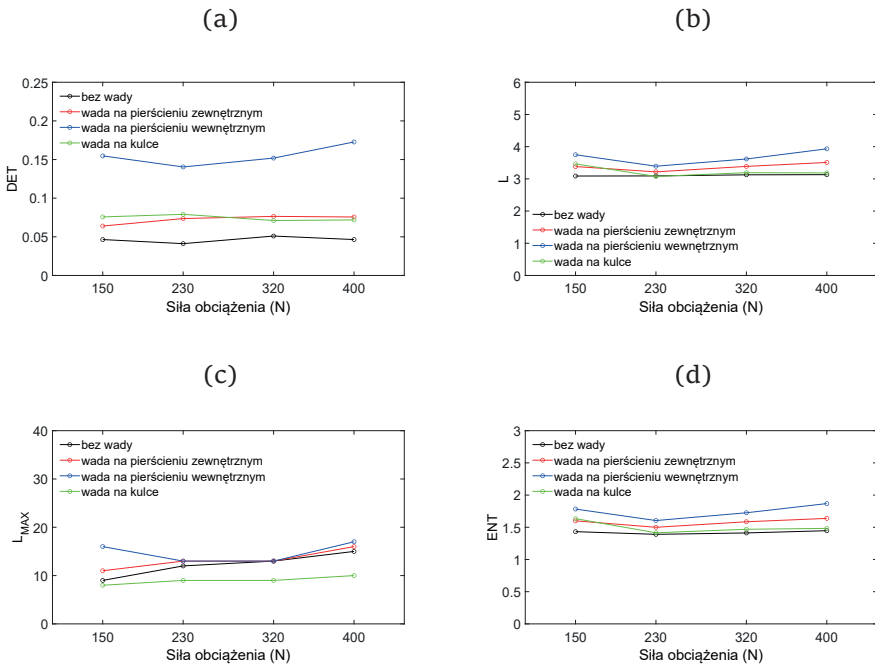 (a)
0.25
0.2
0.15
0.1
0.05
0
DET
bez wady
wada na pierścieniu zewnętrznym
wada na pierścieniu wewnętrznym
wada na kulce
150 230 320 400
Siła obciążenia (N)
(b)
6
5
4
3
2
1
0
L
bez wady
wada na pierścieniu zewnętrznym
wada na pierścieniu wewnętrznym
wada na kulce
150 230 320 400
Siła obciążenia (N)
(c)
40
30
20
10
0
L_MAX
bez wady
wada na pierścieniu zewnętrznym
wada na pierścieniu wewnętrznym
wada na kulce
150 230 320 400
Siła obciążenia (N)
(d)
3
2.5
2
1.5
1
0.5
0
ENT
bez wady
wada na pierścieniu zewnętrznym
wada na pierścieniu wewnętrznym
wada na kulce
150 230 320 400
Siła obciążenia (N)